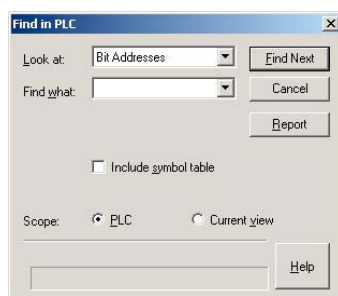 Find in PLC
Look at: Bit Addresses Find Next
Find what: Cancel
Report
Include symbol table
Scope: PLC Current view
Help